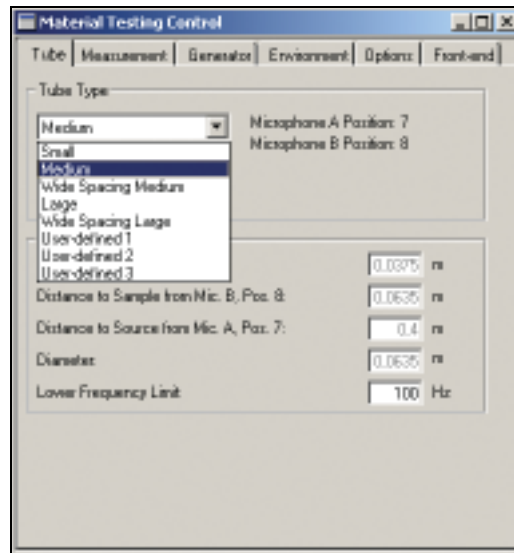 Material Testing Control
Tube Measurement Generator Environment Options Front-end
Tube Type
Medium
Microphone A Position: 7
Microphone B Position: 8
Small
Medium
Wide Spacing Medium
Large
Wide Spacing Large
User-defined 1
User-defined 2
User-defined 3
0.0375 m
Distance to Sample from Mic. B, Pos. 8: 0.0635 m
Distance to Source from Mic. A, Pos. 7: 0.4 m
Diameter: 0.0635 m
Lower Frequency Limit 100 Hz